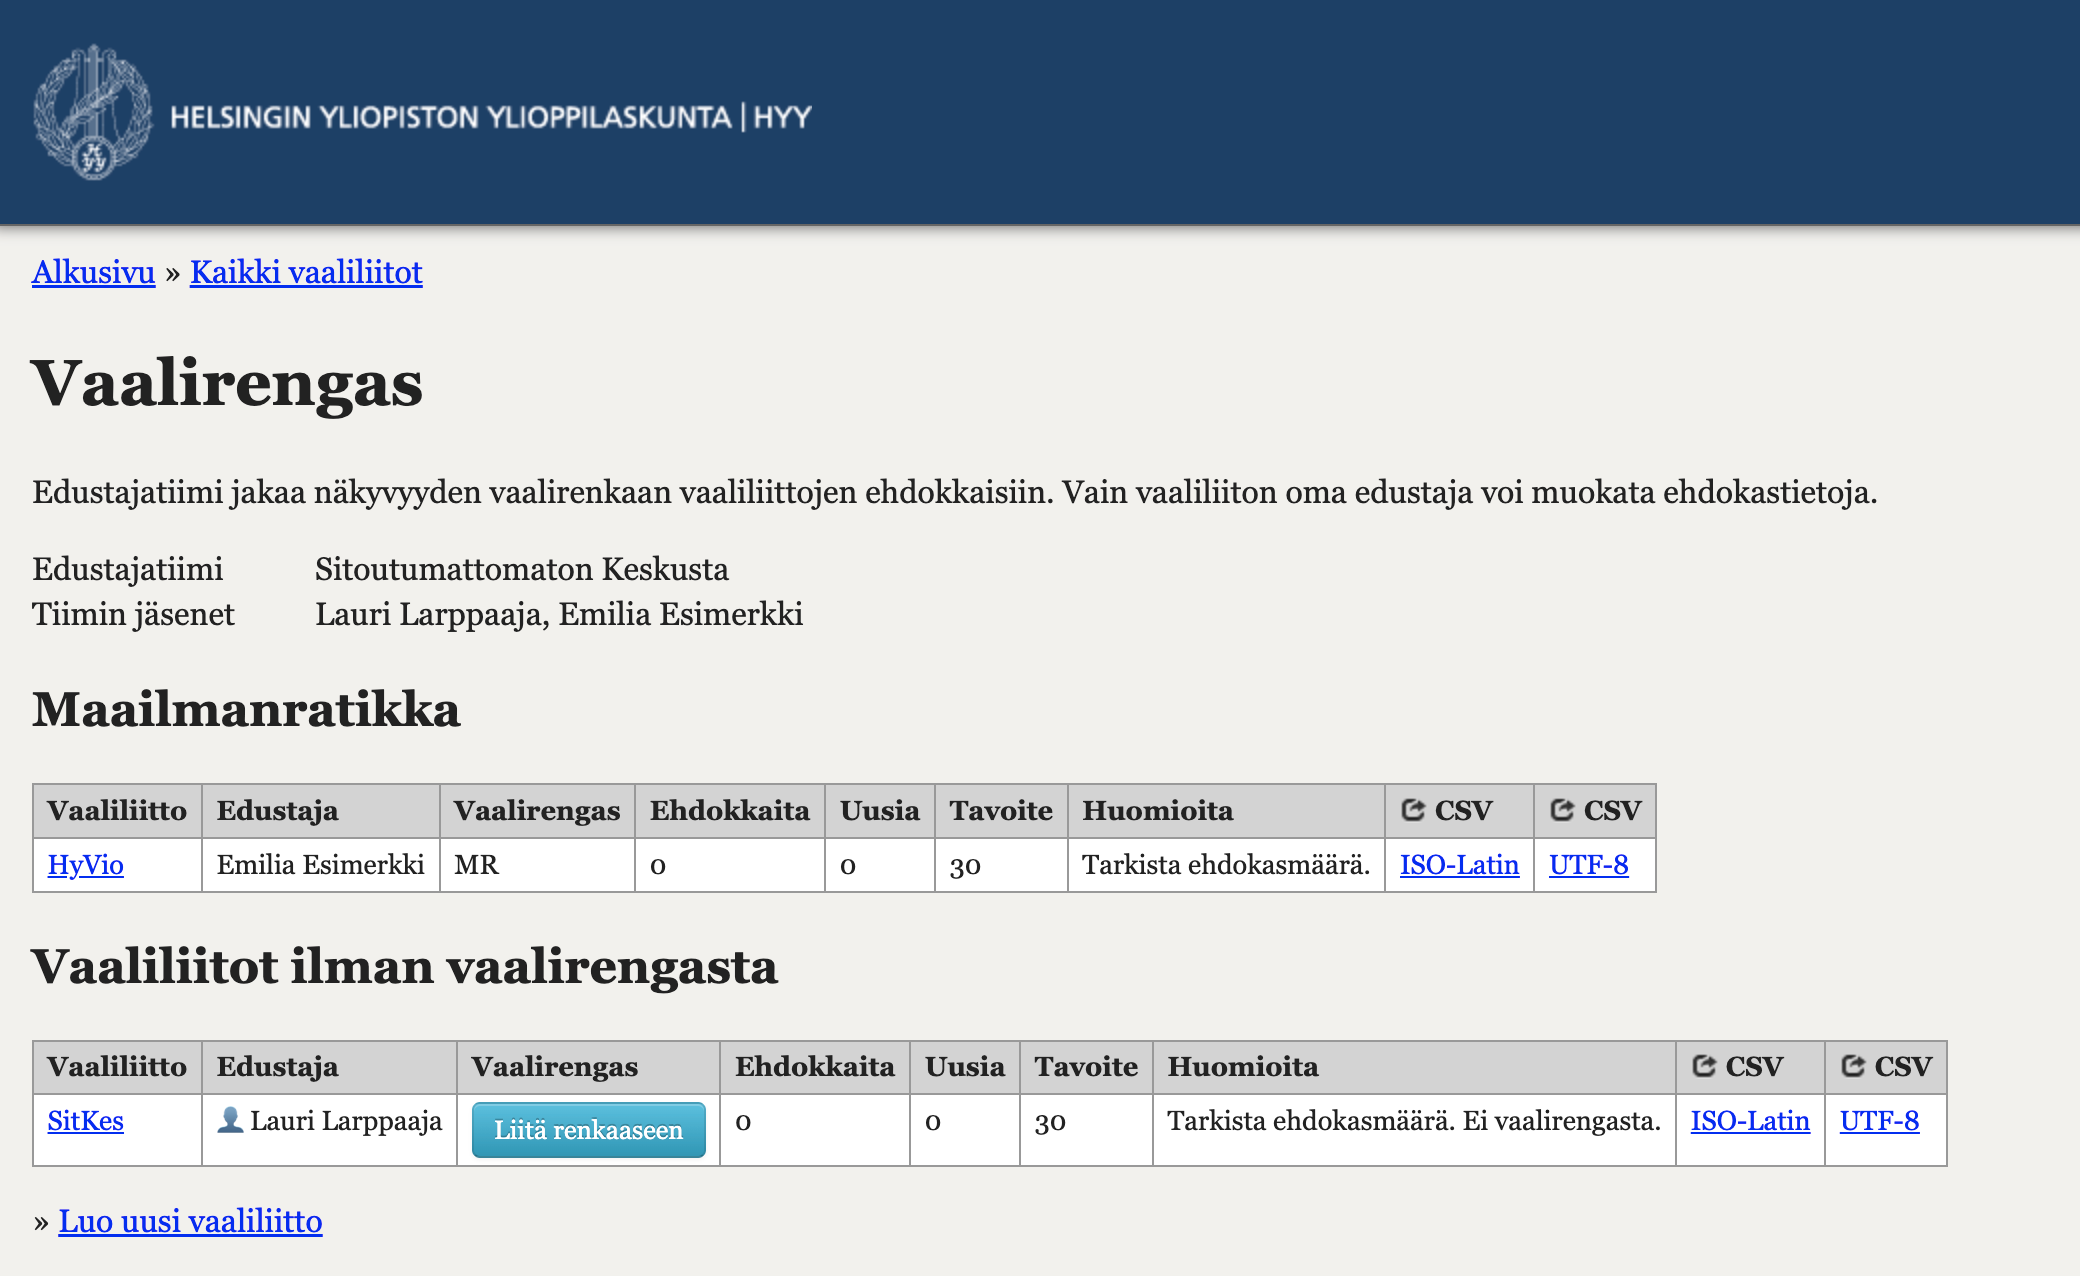 HELSINGIN YLIOPISTON YLIOPPILASKUNTA | HYY
Alkusivu » Kaikki vaaliliitot
Vaalirengas
Edustajatiimi jakaa näkyvyyden vaalirenkaan vaaliliittojen ehdokkaisiin. Vain vaaliliiton oma edustaja voi muokata ehdokastietoja.
Edustajatiimi Sitoutumattomaton Keskusta
Tiimin jäsenet Lauri Larppaaja, Emilia Esimerkki
Maailmanratikka
Vaaliliitto Edustaja Vaalirengas Ehdokkaita Uusia Tavoite Huomioita CSV CSV
HyVio Emilia Esimerkki MR 0 0 30 Tarkista ehdokasmäärä. ISO-Latin UTF-8
Vaaliliitot ilman vaalirengasta
Vaaliliitto Edustaja Vaalirengas Ehdokkaita Uusia Tavoite Huomioita CSV CSV
SitKes Lauri Larppaaja Liitä renkaaseen 0 0 30 Tarkista ehdokasmäärä. Ei vaalirengasta. ISO-Latin UTF-8
» Luo uusi vaaliliitto